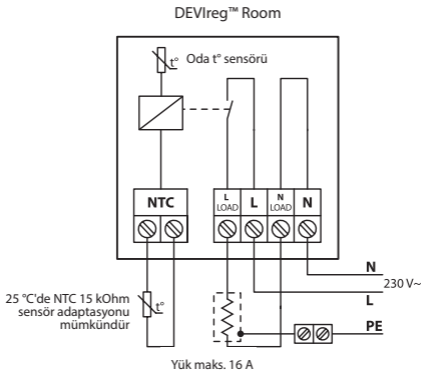 DEVIreg™ Room
t° Oda t° sensörü
NTC
L LOAD
L
N LOAD
N
N
230 V~
L
PE
25 °C'de NTC 15 kOhm
sensör adaptasyonu
mümkündür
t°
Yük maks. 16 A